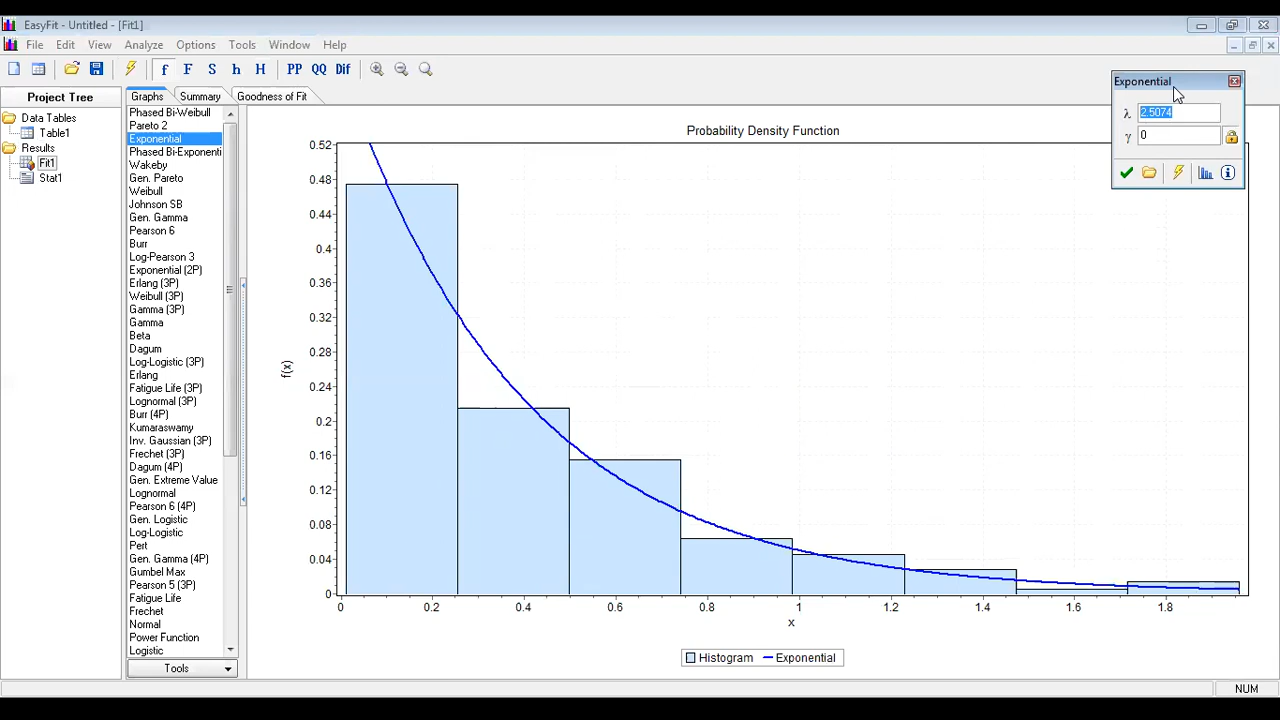 EasyFit - Untitled - [Fit1]
File Edit View Analyze Options Tools Window Help
f F S h H PP QQ Dif
Project Tree
Data Tables
Table1
Results
Fit1
Stat1
Graphs Summary Goodness of Fit
Phased Bi-Weibull
Pareto 2
Exponential
Phased Bi-Exponenti
Wakeby
Gen. Pareto
Weibull
Johnson SB
Gen. Gamma
Pearson 6
Burr
Log-Pearson 3
Exponential (2P)
Erlang (3P)
Weibull (3P)
Gamma (3P)
Gamma
Beta
Dagum
Log-Logistic (3P)
Erlang
Fatigue Life (3P)
Lognormal (3P)
Burr (4P)
Kumaraswamy
Inv. Gaussian (3P)
Frechet (3P)
Dagum (4P)
Gen. Extreme Value
Lognormal
Pearson 6 (4P)
Gen. Logistic
Log-Logistic
Pert
Gen. Gamma (4P)
Gumbel Max
Pearson 5 (3P)
Fatigue Life
Frechet
Normal
Power Function
Logistic
Tools
Probability Density Function
f(x)
0.52
0.48
0.44
0.4
0.36
0.32
0.28
0.24
0.2
0.16
0.12
0.08
0.04
0
0 0.2 0.4 0.6 0.8 1 1.2 1.4 1.6 1.8
x
Histogram Exponential
Exponential
λ 2.5074
γ 0
NUM